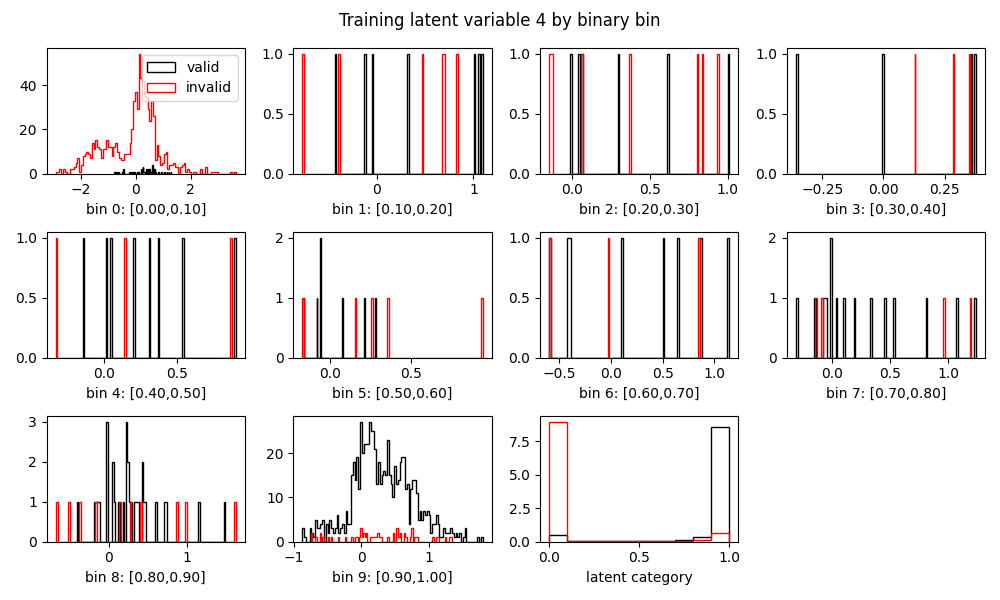 Training latent variable 4 by binary bin
valid
invalid
40
20
0
−2 0 2
bin 0: [0.00,0.10]
1.0
0.5
0.0
0 1
bin 1: [0.10,0.20]
1.0
0.5
0.0
0.0 0.5 1.0
bin 2: [0.20,0.30]
1.0
0.5
0.0
−0.25 0.00 0.25
bin 3: [0.30,0.40]
1.0
0.5
0.0
0.0 0.5
bin 4: [0.40,0.50]
2
1
0
0.0 0.5
bin 5: [0.50,0.60]
1.0
0.5
0.0
−0.5 0.0 0.5 1.0
bin 6: [0.60,0.70]
2
1
0
0.0 0.5 1.0
bin 7: [0.70,0.80]
3
2
1
0
0 1
bin 8: [0.80,0.90]
20
10
0
−1 0 1
bin 9: [0.90,1.00]
7.5
5.0
2.5
0.0
0.0 0.5 1.0
latent category